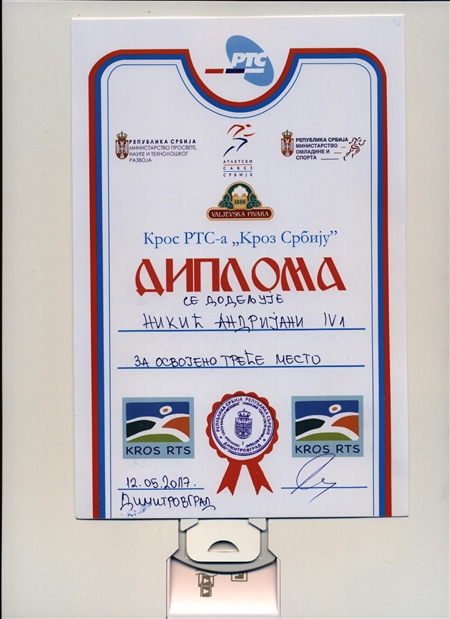 РТС
РЕПУБЛИКА СРБИЈА
МИНИСТАРСТВО ПРОСВЕТЕ,
НАУКЕ И ТЕХНОЛОШКОГ
РАЗВОЈА
АТЛЕТСКИ
САВЕЗ
СРБИЈЕ
РЕПУБЛИКА СРБИЈА
МИНИСТАРСТВО
ОМЛАДИНЕ И
СПОРТА
VALJEVSKA PIVARA
Крос РТС-а „Кроз Србију”
ДИПЛОМА
СЕ ДОДЕЉУЈЕ
НИКИЋ АНДРИЈАНИ IV1
ЗА ОСВОЈЕНО ТРЕЋЕ МЕСТО
KROS RTS
ДИМИТРОВГРАД
KROS RTS
12.05.2017.
ДИМИТРОВГРАД